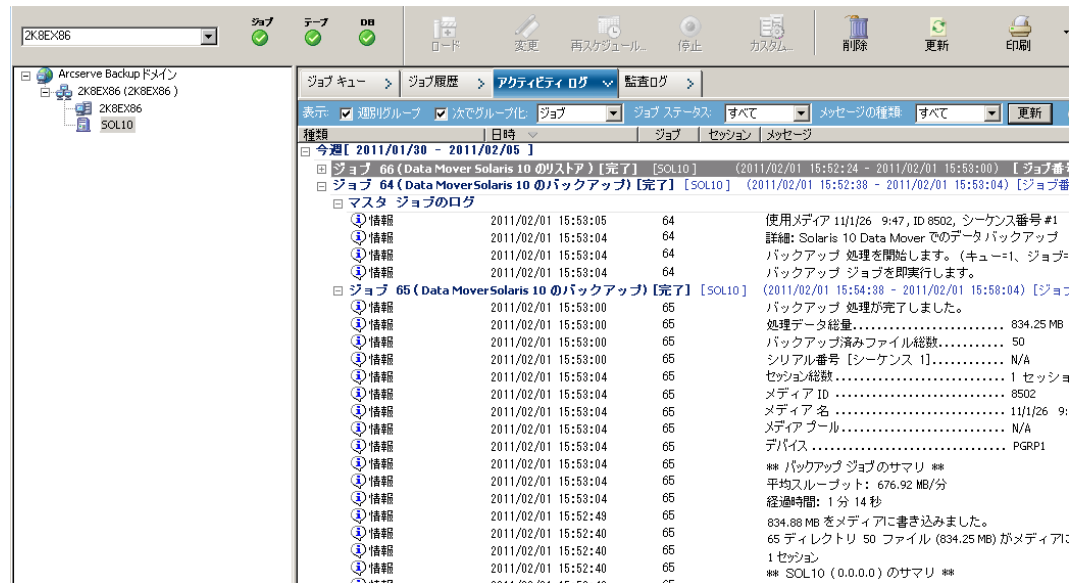 2K8EX86
ジョブ テープ DB
ロード 変更 再スケジュール... 停止 カスタム... 削除 更新 印刷
Arcserve Backup ドメイン
2K8EX86 (2K8EX86 )
2K8EX86
SOL10
ジョブ キュー ジョブ履歴 アクティビティ ログ 監査ログ
表示: 週別グループ 次でグループ化: ジョブ ジョブ ステータス: すべて メッセージの種類: すべて 更新
種類 日時 ジョブ セッション メッセージ
今週[ 2011/01/30 - 2011/02/05 ]
ジョブ 66 ( Data Mover Solaris 10 のリストア ) [完了] [SOL10] (2011/02/01 15:52:24 - 2011/02/01 15:53:00) [ ジョブ番
ジョブ 64 ( Data MoverSolaris 10 のバックアップ) [完了] [SOL10] (2011/02/01 15:52:38 - 2011/02/01 15:53:04) [ジョブ番
マスタ ジョブのログ
情報 2011/02/01 15:53:05 64 使用メディア 11/1/26 9:47 , ID 8502, シーケンス番号 #1
情報 2011/02/01 15:53:04 64 詳細: Solaris 10 Data Mover でのデータ バックアップ
情報 2011/02/01 15:53:04 64 バックアップ 処理を開始します。(キュー=1、ジョブ=
情報 2011/02/01 15:53:04 64 バックアップ ジョブを即実行します。
ジョブ 65 ( Data MoverSolaris 10 のバックアップ) [完了] [SOL10] (2011/02/01 15:54:38 - 2011/02/01 15:58:04) [ジョブ
情報 2011/02/01 15:53:00 65 バックアップ 処理が完了しました。
情報 2011/02/01 15:53:00 65 処理データ総量.......................... 834.25 MB
情報 2011/02/01 15:53:00 65 バックアップ済みファイル総数........... 50
情報 2011/02/01 15:53:00 65 シリアル番号 [シーケンス 1]............ N/A
情報 2011/02/01 15:53:04 65 セッション総数 ............................. 1 セッショ
情報 2011/02/01 15:53:04 65 メディア ID ............................. 8502
情報 2011/02/01 15:53:04 65 メディア 名 ............................. 11/1/26 9:
情報 2011/02/01 15:53:04 65 メディア プール........................... N/A
情報 2011/02/01 15:53:04 65 デバイス ................................. PGRP1
情報 2011/02/01 15:53:04 65 ** バックアップ ジョブのサマリ **
情報 2011/02/01 15:53:04 65 平均スループット: 676.92 MB/分
情報 2011/02/01 15:53:04 65 経過時間: 1 分 14 秒
情報 2011/02/01 15:52:49 65 834.88 MB をメディアに書き込みました。
情報 2011/02/01 15:52:40 65 65 ディレクトリ 50 ファイル (834.25 MB) がメディアに
情報 2011/02/01 15:52:40 65 1 セッション
情報 2011/02/01 15:52:40 65 ** SOL10 ( 0.0.0.0 ) のサマリ **